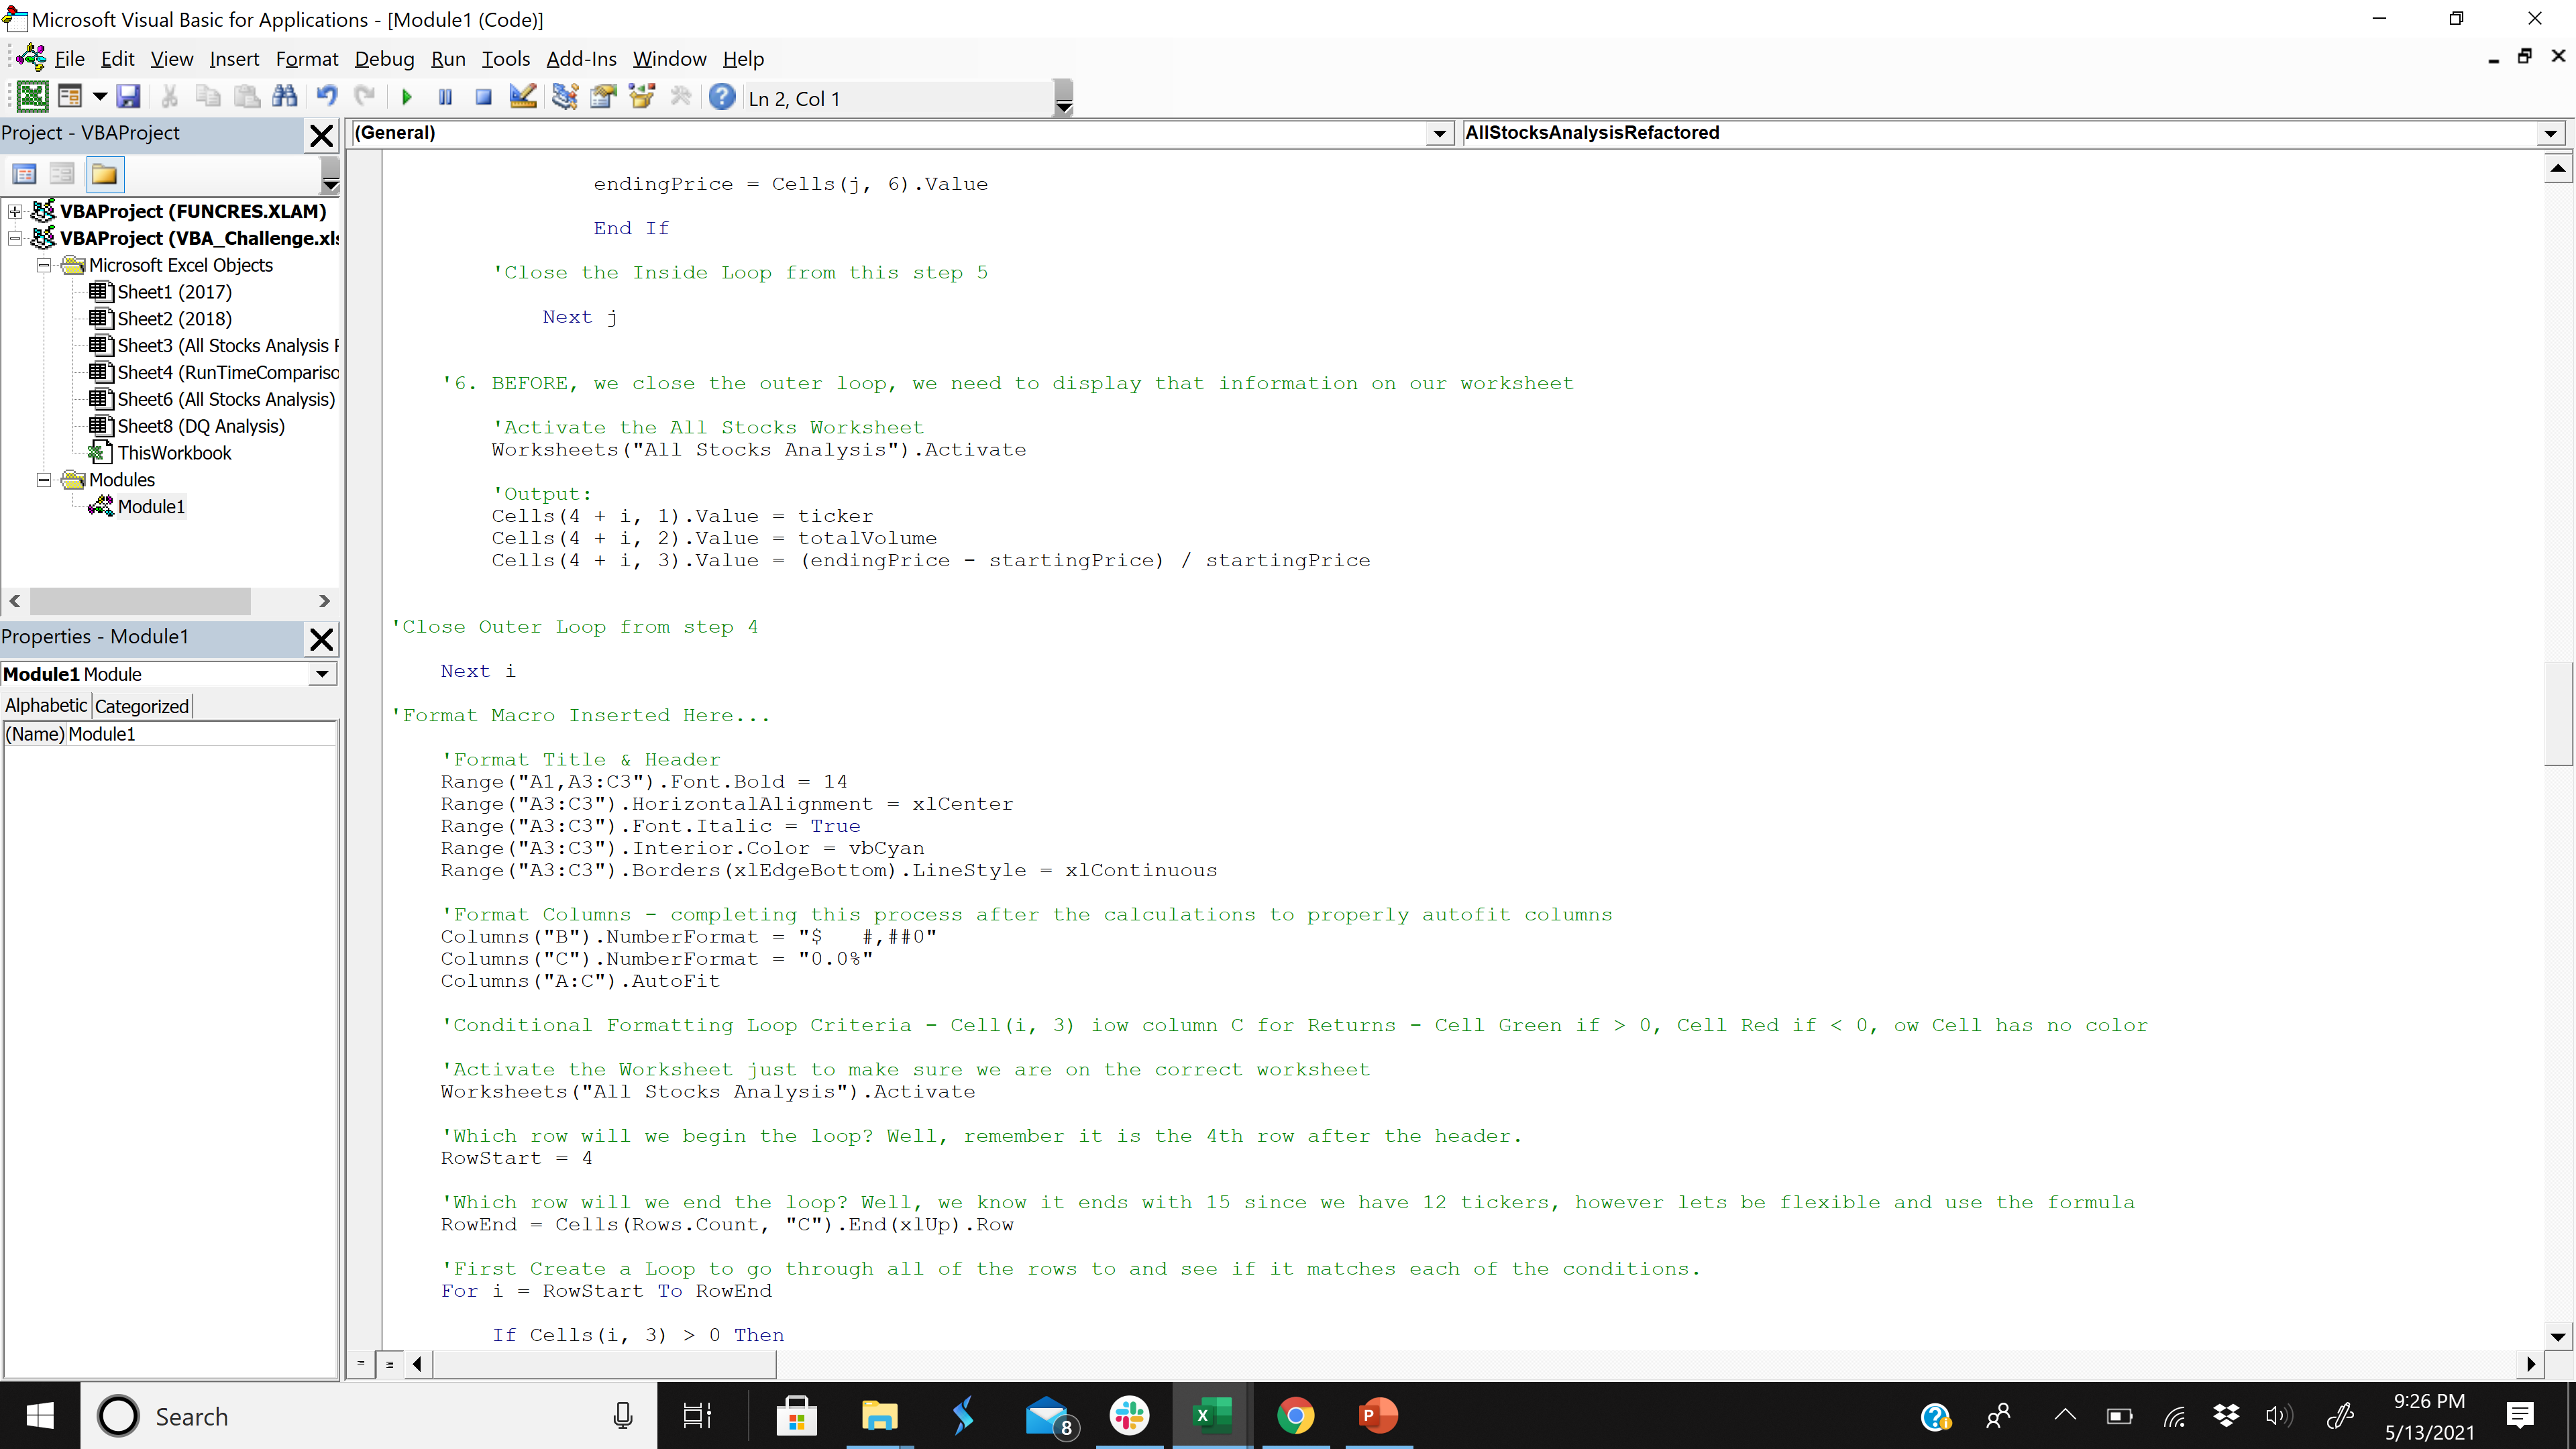 Microsoft Visual Basic for Applications - [Module1 (Code)]
File Edit View Insert Format Debug Run Tools Add-Ins Window Help
Ln 2, Col 1
Project - VBAProject
VBAProject (FUNCRES.XLAM)
VBAProject (VBA_Challenge.xls
Microsoft Excel Objects
Sheet1 (2017)
Sheet2 (2018)
Sheet3 (All Stocks Analysis R
Sheet4 (RunTimeCompariso
Sheet6 (All Stocks Analysis)
Sheet8 (DQ Analysis)
ThisWorkbook
Modules
Module1
Properties - Module1
Module1 Module
Alphabetic Categorized
(Name) Module1
(General)
AllStocksAnalysisRefactored
endingPrice = Cells(j, 6).Value
End If
'Close the Inside Loop from this step 5
Next j
'6. BEFORE, we close the outer loop, we need to display that information on our worksheet
'Activate the All Stocks Worksheet
Worksheets("All Stocks Analysis").Activate
'Output:
Cells(4 + i, 1).Value = ticker
Cells(4 + i, 2).Value = totalVolume
Cells(4 + i, 3).Value = (endingPrice - startingPrice) / startingPrice
'Close Outer Loop from step 4
Next i
'Format Macro Inserted Here...
'Format Title & Header
Range("A1,A3:C3").Font.Bold = 14
Range("A3:C3").HorizontalAlignment = xlCenter
Range("A3:C3").Font.Italic = True
Range("A3:C3").Interior.Color = vbCyan
Range("A3:C3").Borders(xlEdgeBottom).LineStyle = xlContinuous
'Format Columns - completing this process after the calculations to properly autofit columns
Columns("B").NumberFormat = "$   #,##0"
Columns("C").NumberFormat = "0.0%"
Columns("A:C").AutoFit
'Conditional Formatting Loop Criteria - Cell(i, 3) iow column C for Returns - Cell Green if > 0, Cell Red if < 0, ow Cell has no color
'Activate the Worksheet just to make sure we are on the correct worksheet
Worksheets("All Stocks Analysis").Activate
'Which row will we begin the loop? Well, remember it is the 4th row after the header.
RowStart = 4
'Which row will we end the loop? Well, we know it ends with 15 since we have 12 tickers, however lets be flexible and use the formula
RowEnd = Cells(Rows.Count, "C").End(xlUp).Row
'First Create a Loop to go through all of the rows to and see if it matches each of the conditions.
For i = RowStart To RowEnd
If Cells(i, 3) > 0 Then
Search
8
9:26 PM
5/13/2021